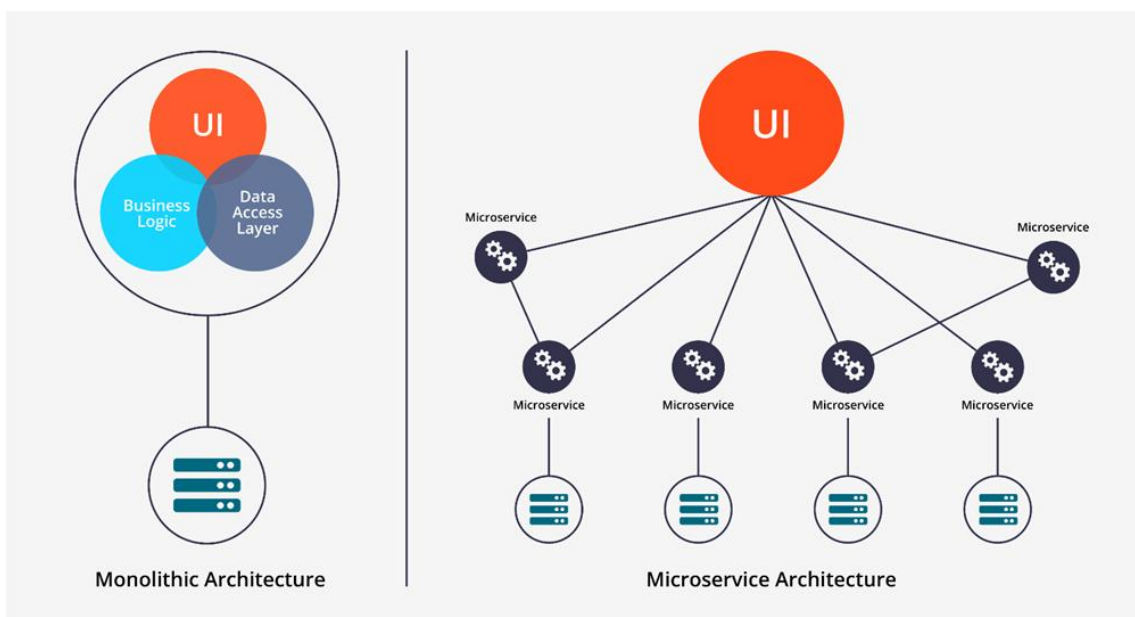 UI
Business
Logic
Data
Access
Layer
Monolithic Architecture
UI
Microservice
Microservice
Microservice
Microservice
Microservice
Microservice
Microservice Architecture